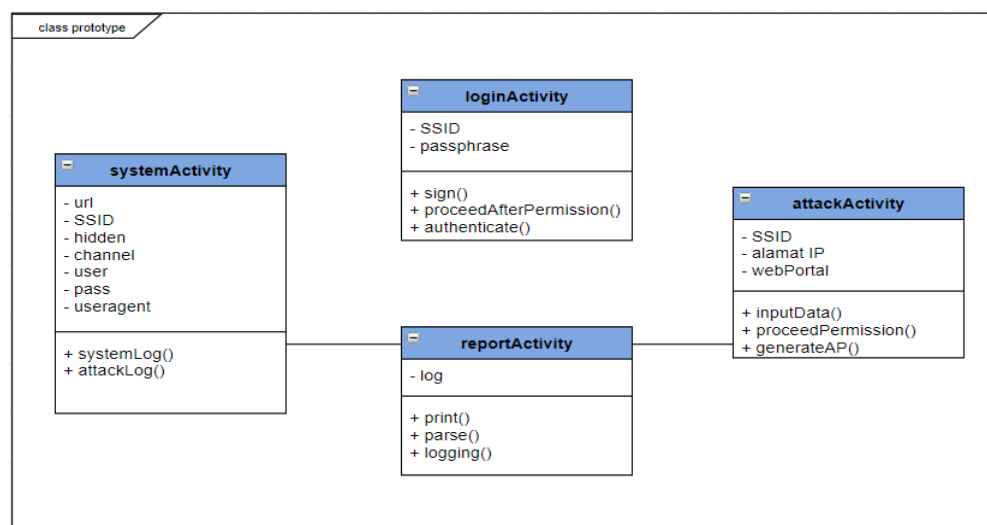 class prototype
loginActivity
- SSID
- passphrase
+ sign()
+ proceedAfterPermission()
+ authenticate()
systemActivity
- url
- SSID
- hidden
- channel
- user
- pass
- useragent
+ systemLog()
+ attackLog()
attackActivity
- SSID
- alamat IP
- webPortal
+ inputData()
+ proceedPermission()
+ generateAP()
reportActivity
- log
+ print()
+ parse()
+ logging()